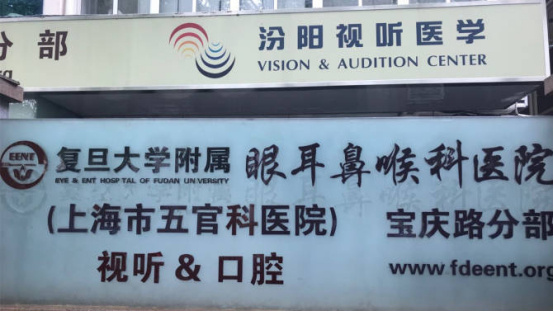 分部
汾阳视听医学
VISION & AUDITION CENTER
EENT
复旦大学附属 眼耳鼻喉科医院
EYE & ENT HOSPITAL OF FUDAN UNIVERSITY
(上海市五官科医院) 宝庆路分部
视听 & 口腔
www.fdeent.org